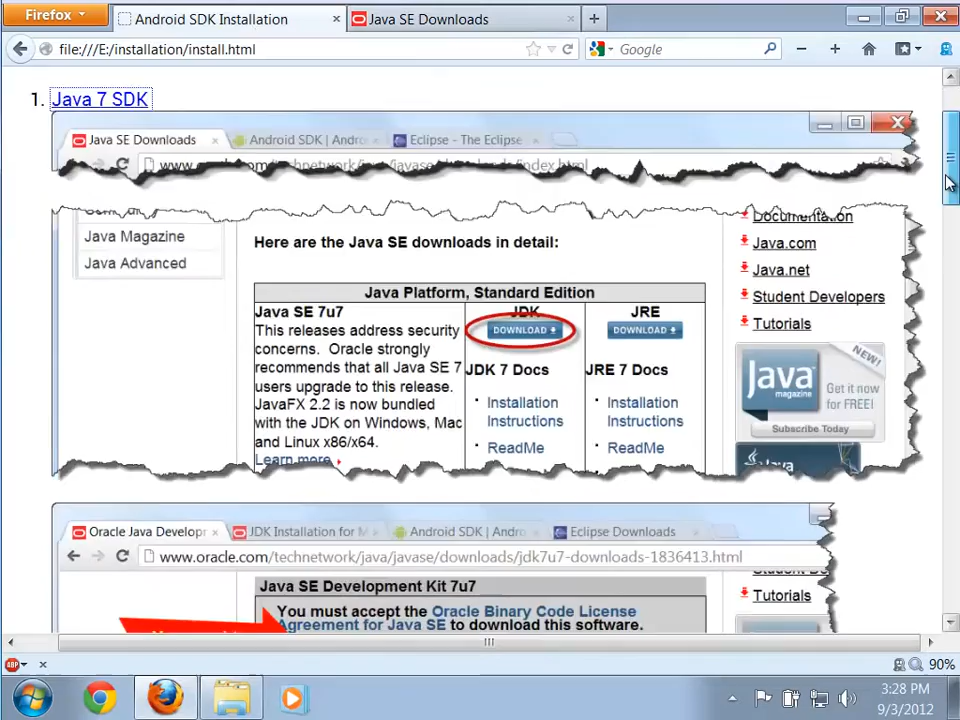 Firefox
Android SDK Installation
Java SE Downloads
file:///E:/installation/install.html
Google
1. Java 7 SDK
Java SE Downloads
Android SDK | Andro
Eclipse - The Eclipse
Java Magazine
Java Advanced
Here are the Java SE downloads in detail:
Java Platform, Standard Edition
Java SE 7u7
This releases address security
concerns. Oracle strongly
recommends that all Java SE 7
users upgrade to this release.
JavaFX 2.2 is now bundled
with the JDK on Windows, Mac
and Linux x86/x64.
Learn more
JDK
DOWNLOAD
JDK 7 Docs
Installation
Instructions
ReadMe
JRE
DOWNLOAD
JRE 7 Docs
Installation
Instructions
ReadMe
Documentation
Java.com
Java.net
Student Developers
Tutorials
NEW!
Java
magazine
Get it now
for FREE!
Subscribe Today
Java
Oracle Java Develop
JDK Installation for M
Android SDK | Andro
Eclipse Downloads
www.oracle.com/technetwork/java/javase/downloads/jdk7u7-downloads-1836413.html
Java SE Development Kit 7u7
You must accept the Oracle Binary Code License
Agreement for Java SE to download this software.
Tutorials
ABP
90%
3:28 PM
9/3/2012